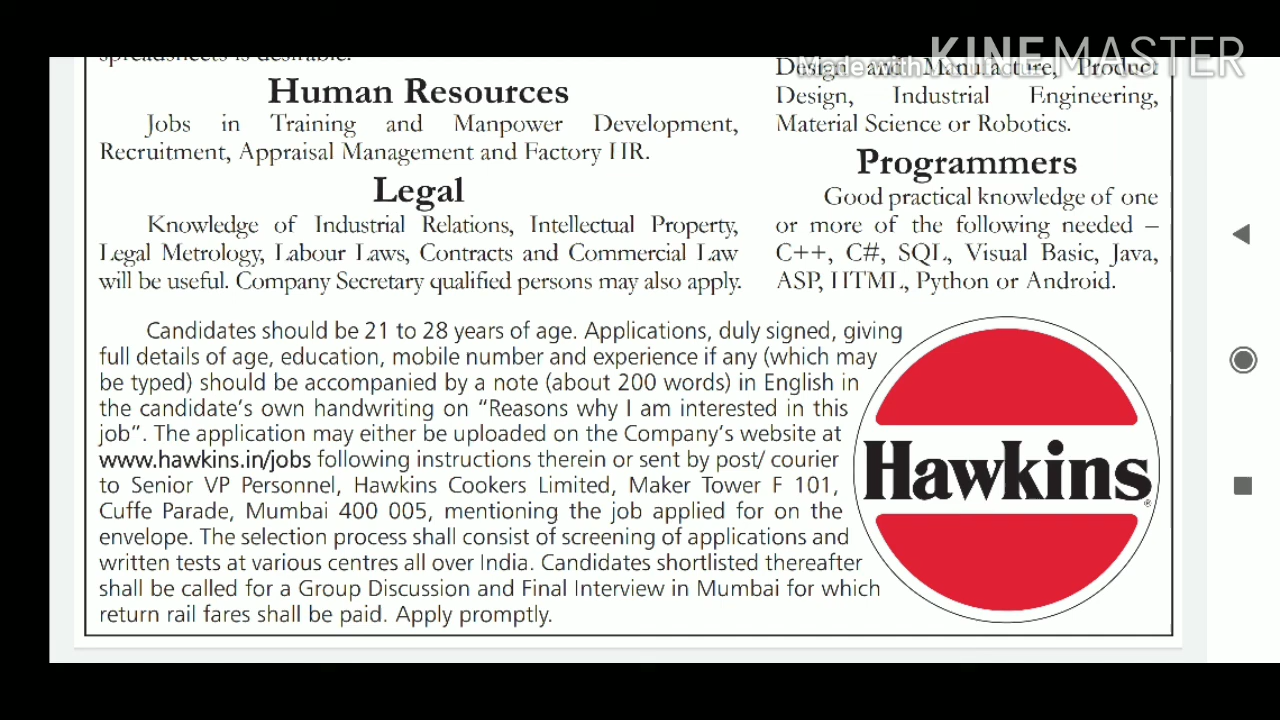 KINEMASTER
Made with
spreadsheets is desirable.
Human Resources
Jobs in Training and Manpower Development,
Recruitment, Appraisal Management and Factory HR.
Legal
Knowledge of Industrial Relations, Intellectual Property,
Legal Metrology, Labour Laws, Contracts and Commercial Law
will be useful. Company Secretary qualified persons may also apply.
Design and Manufacture, Product
Design, Industrial Engineering,
Material Science or Robotics.
Programmers
Good practical knowledge of one
or more of the following needed –
C++, C#, SQL, Visual Basic, Java,
ASP, HTML, Python or Android.
Candidates should be 21 to 28 years of age. Applications, duly signed, giving
full details of age, education, mobile number and experience if any (which may
be typed) should be accompanied by a note (about 200 words) in English in
the candidate's own handwriting on “Reasons why I am interested in this
job”. The application may either be uploaded on the Company's website at
www.hawkins.in/jobs following instructions therein or sent by post/ courier
to Senior VP Personnel, Hawkins Cookers Limited, Maker Tower F 101,
Cuffe Parade, Mumbai 400 005, mentioning the job applied for on the
envelope. The selection process shall consist of screening of applications and
written tests at various centres all over India. Candidates shortlisted thereafter
shall be called for a Group Discussion and Final Interview in Mumbai for which
return rail fares shall be paid. Apply promptly.
Hawkins®